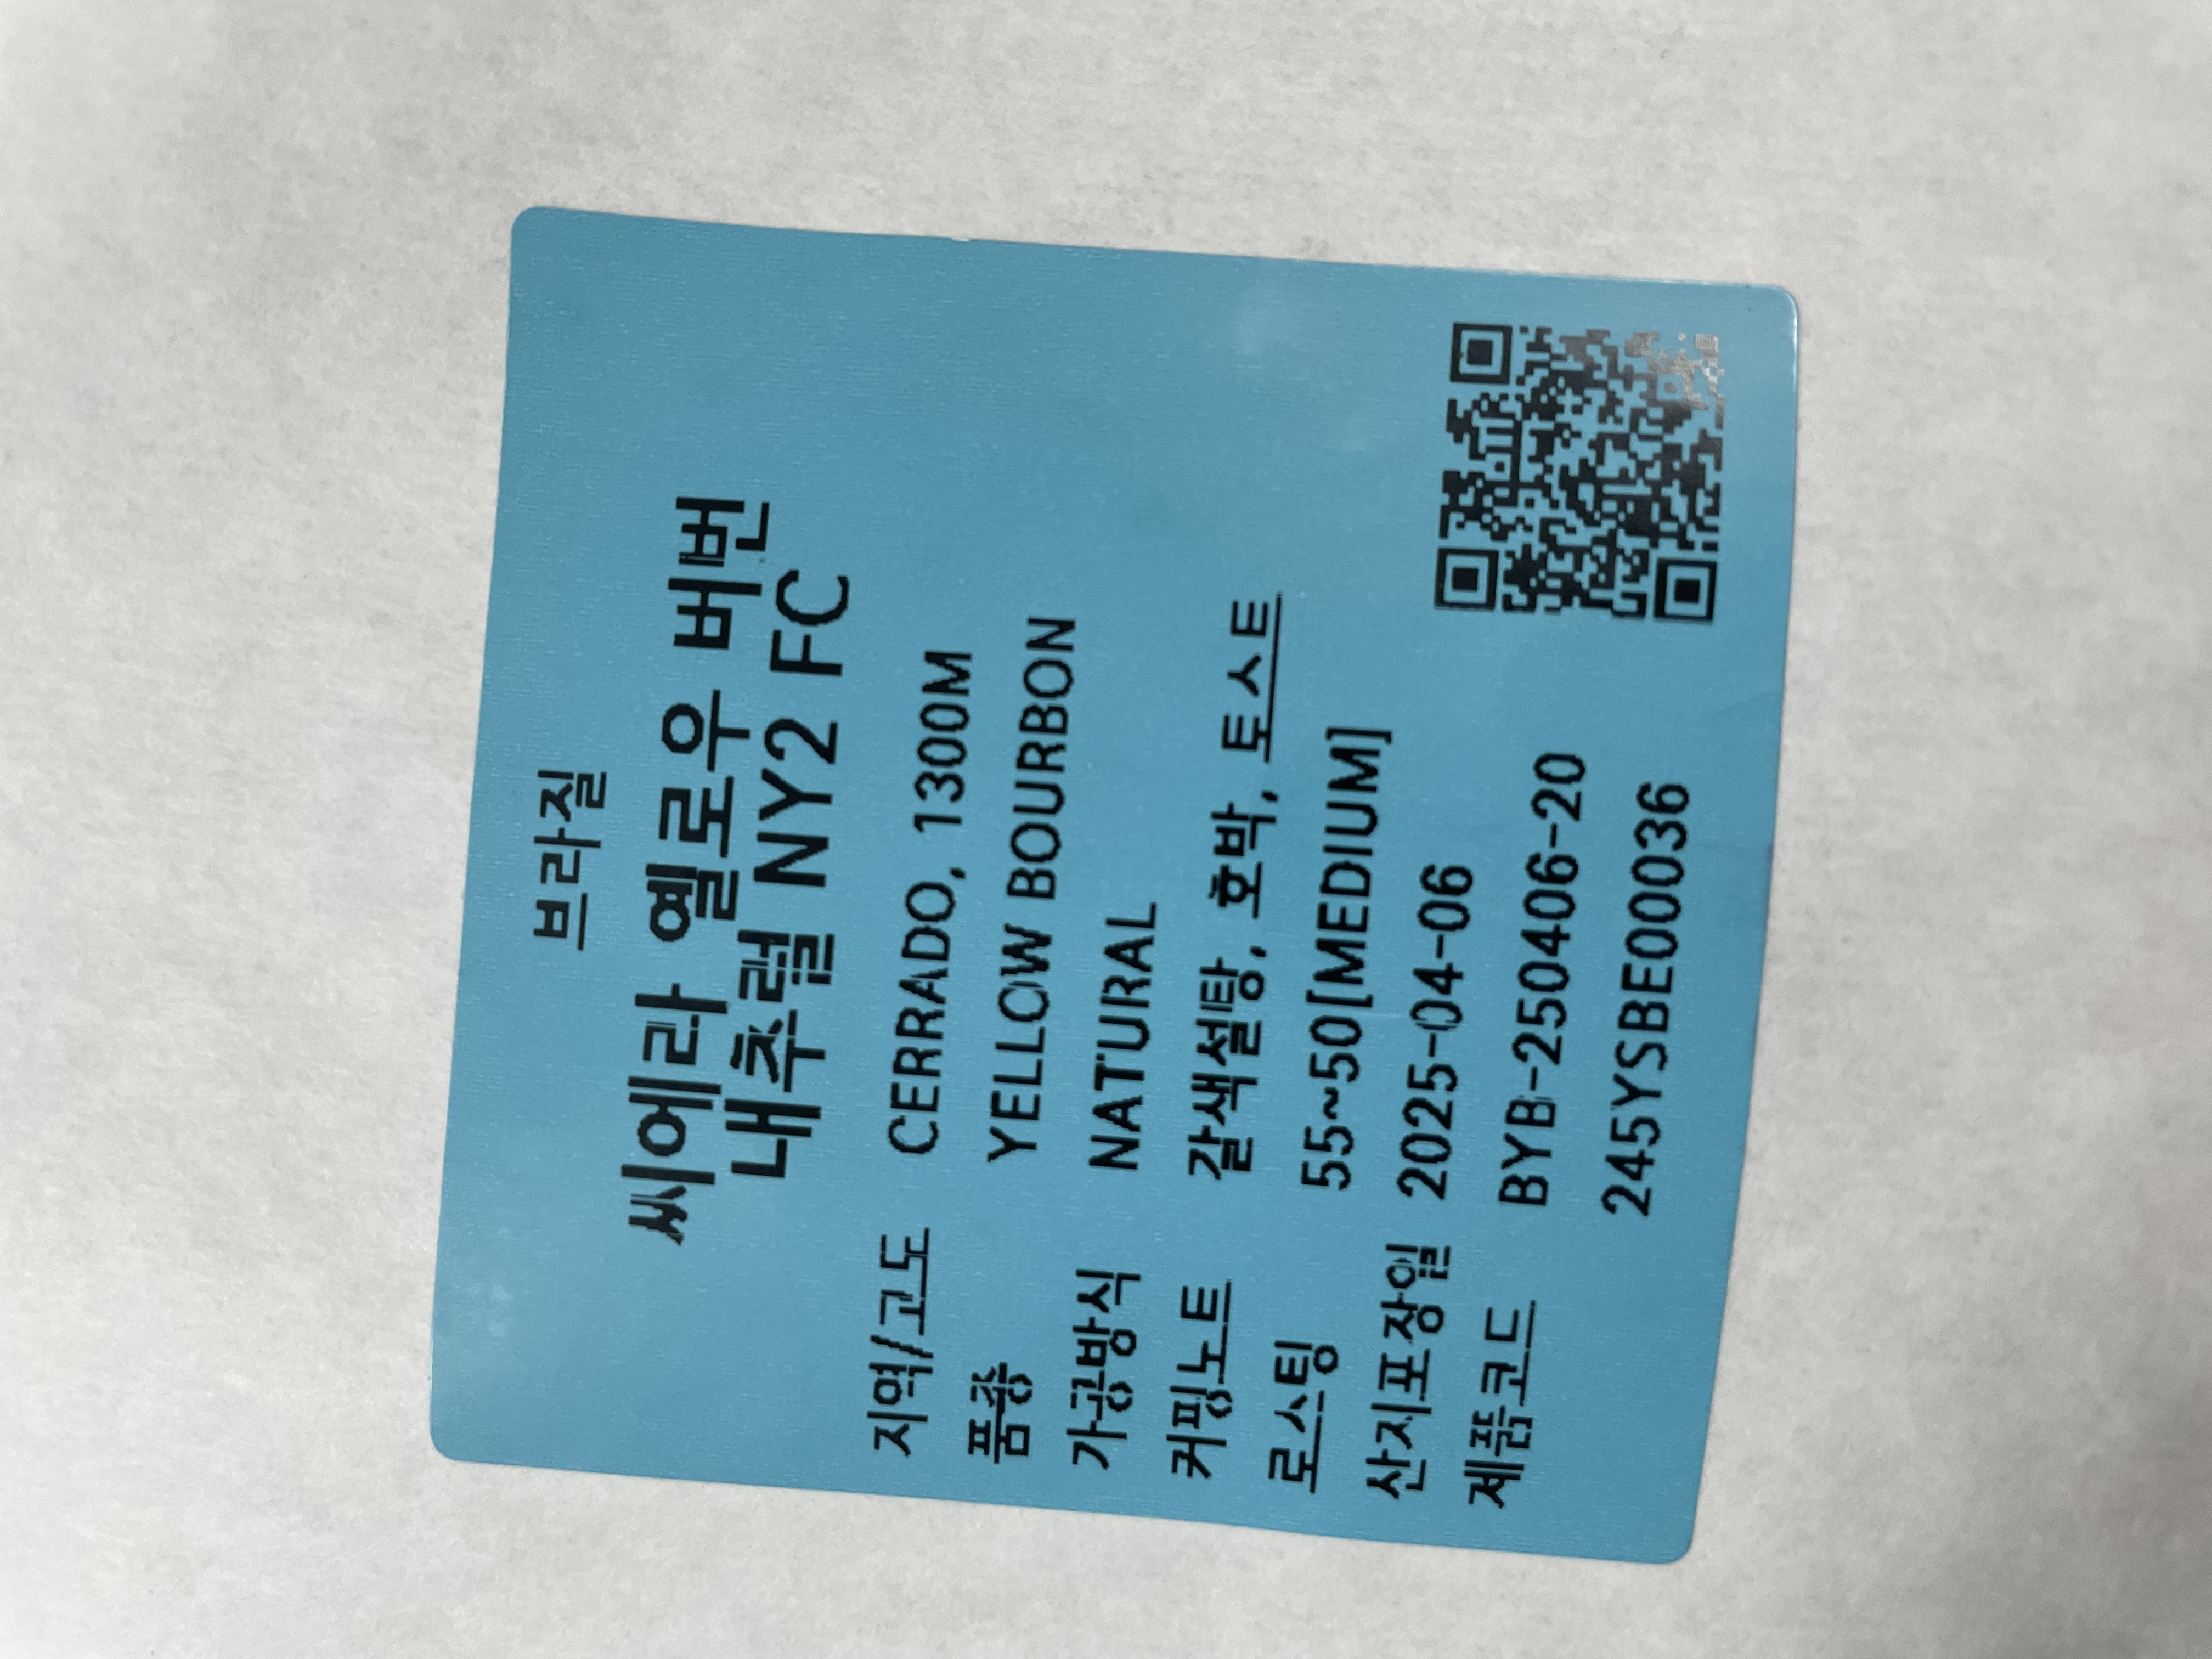 브라질
씨에라 옐로우 버번
내추럴 NY2 FC
지역/고도 CERRADO, 1300M
품종 YELLOW BOURBON
가공방식 NATURAL
커핑노트 갈색설탕, 호박, 토스트
로스팅 55~50[MEDIUM]
산지포장일 2025-04-06
제품코드 BYB-250406-20
245YSBE00036